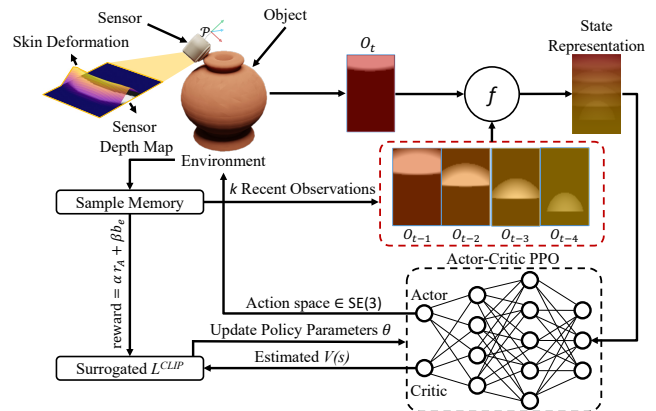 Sensor
𝒫
Object
Skin Deformation
O_t
State
Representation
f
Sensor
Depth Map
Environment
k Recent Observations
Sample Memory
O_{t−1} O_{t−2} O_{t−3} O_{t−4}
Actor-Critic PPO
reward = α r_A + βb_e
Action space ∈ SE(3)
Actor
Update Policy Parameters θ
Surrogated L^{CLIP}
Estimated V(s)
Critic